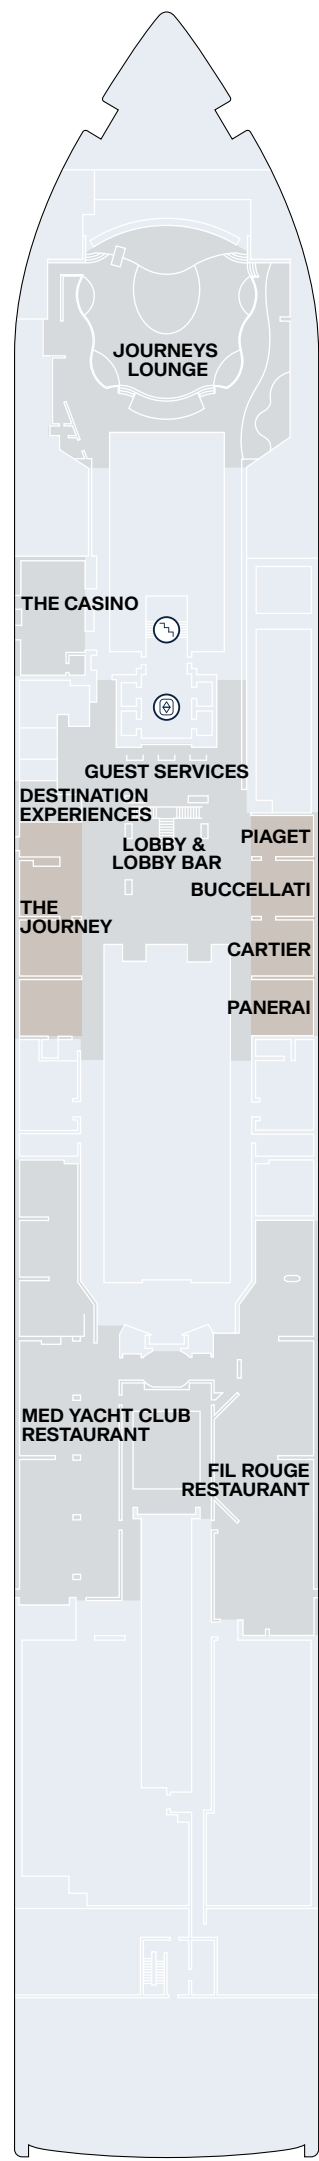 JOURNEYS
LOUNGE
THE CASINO
GUEST SERVICES
DESTINATION
EXPERIENCES
LOBBY &
LOBBY BAR
PIAGET
BUCCELLATI
THE
JOURNEY
CARTIER
PANERAI
MED YACHT CLUB
RESTAURANT
FIL ROUGE
RESTAURANT